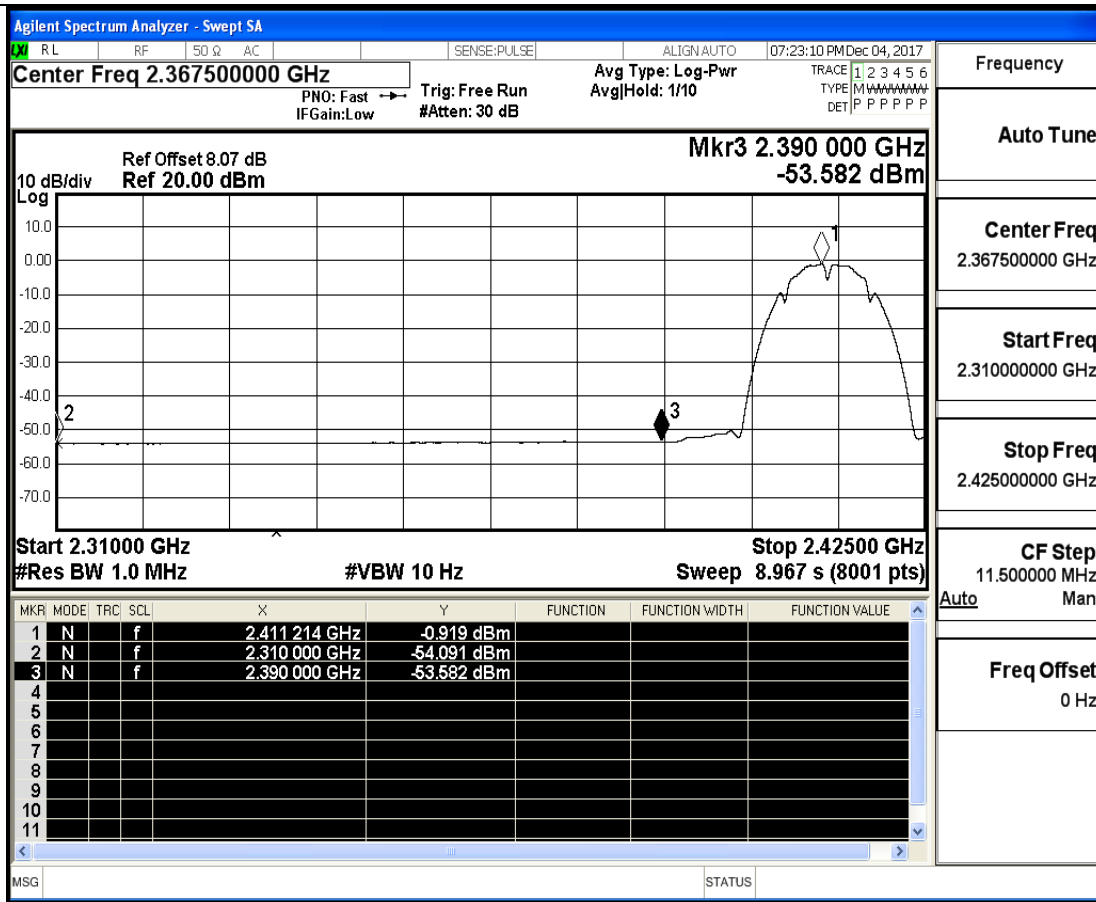 Agilent Spectrum Analyzer - Swept SA
LXI RL RF 50 Ω AC SENSE:PULSE ALIGN AUTO 07:23:10 PM Dec 04, 2017
Center Freq 2.367500000 GHz
PNO: Fast
IFGain:Low
Trig: Free Run
#Atten: 30 dB
Avg Type: Log-Pwr
Avg|Hold: 1/10
TRACE 1 2 3 4 5 6
TYPE M WWWWW
DET P P P P P P
Mkr3 2.390 000 GHz
-53.582 dBm
Ref Offset 8.07 dB
10 dB/div Ref 20.00 dBm
Log
10.0
0.00
-10.0
-20.0
-30.0
-40.0
-50.0
-60.0
-70.0
1
2
3
Start 2.31000 GHz Stop 2.42500 GHz
#Res BW 1.0 MHz #VBW 10 Hz Sweep 8.967 s (8001 pts)
MKR MODE TRC SCL X Y FUNCTION FUNCTION WIDTH FUNCTION VALUE
1 N f 2.411 214 GHz -0.919 dBm
2 N f 2.310 000 GHz -54.091 dBm
3 N f 2.390 000 GHz -53.582 dBm
4
5
6
7
8
9
10
11
MSG STATUS
Frequency
Auto Tune
Center Freq
2.367500000 GHz
Start Freq
2.310000000 GHz
Stop Freq
2.425000000 GHz
CF Step
11.500000 MHz
Auto Man
Freq Offset
0 Hz